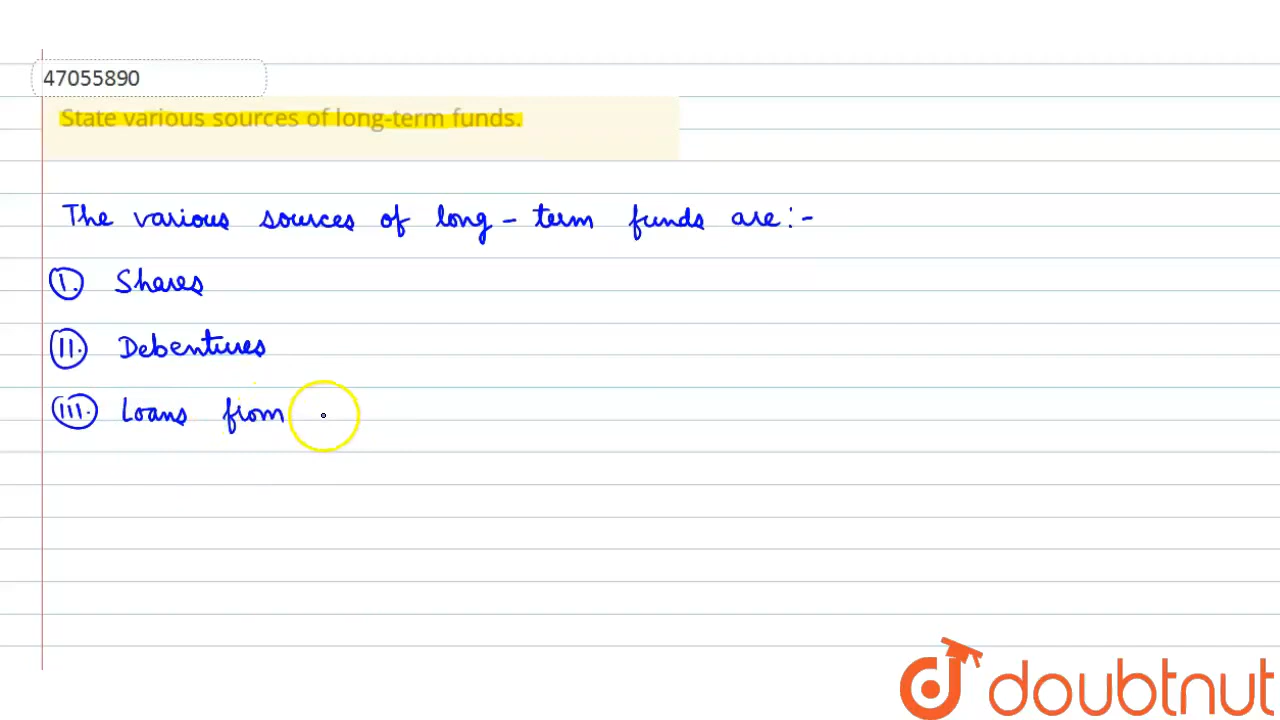 47055890
State various sources of long-term funds.
The various sources of long-term funds are:-
I. Shares
II. Debentures
III. Loans from
doubtnut